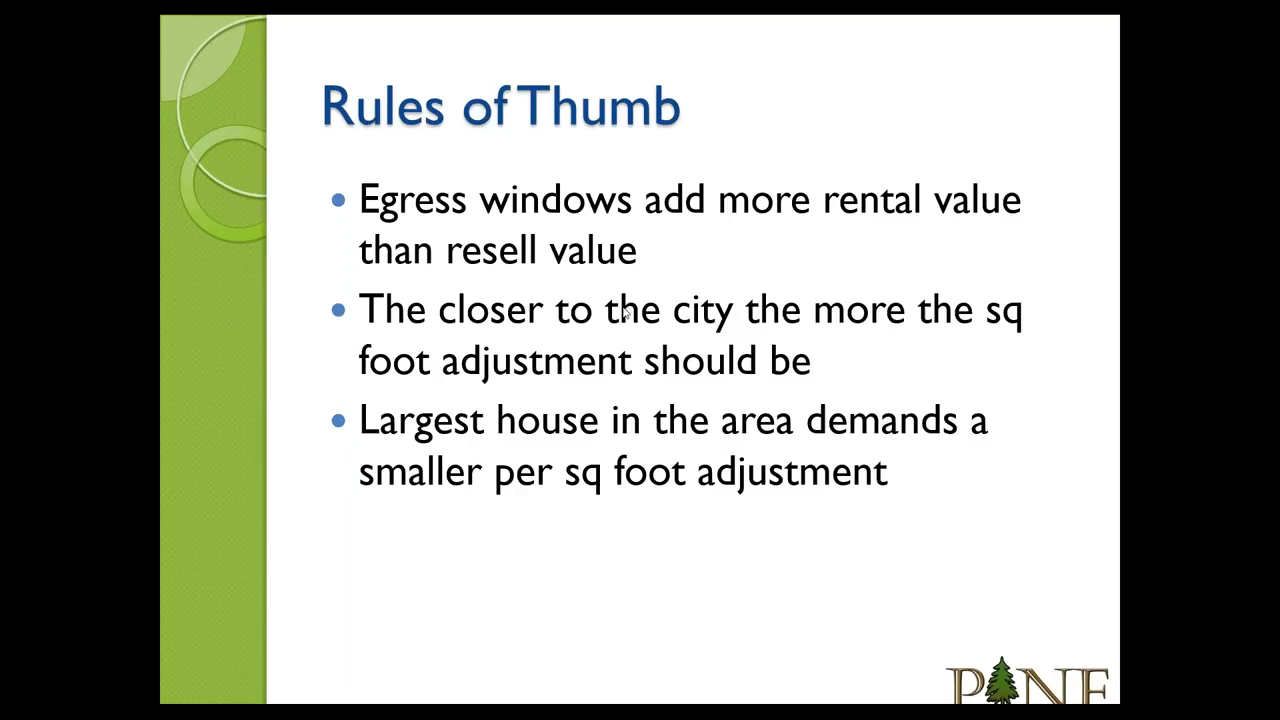 Rules of Thumb
Egress windows add more rental value
than resell value
The closer to the city the more the sq
foot adjustment should be
Largest house in the area demands a
smaller per sq foot adjustment
PINE